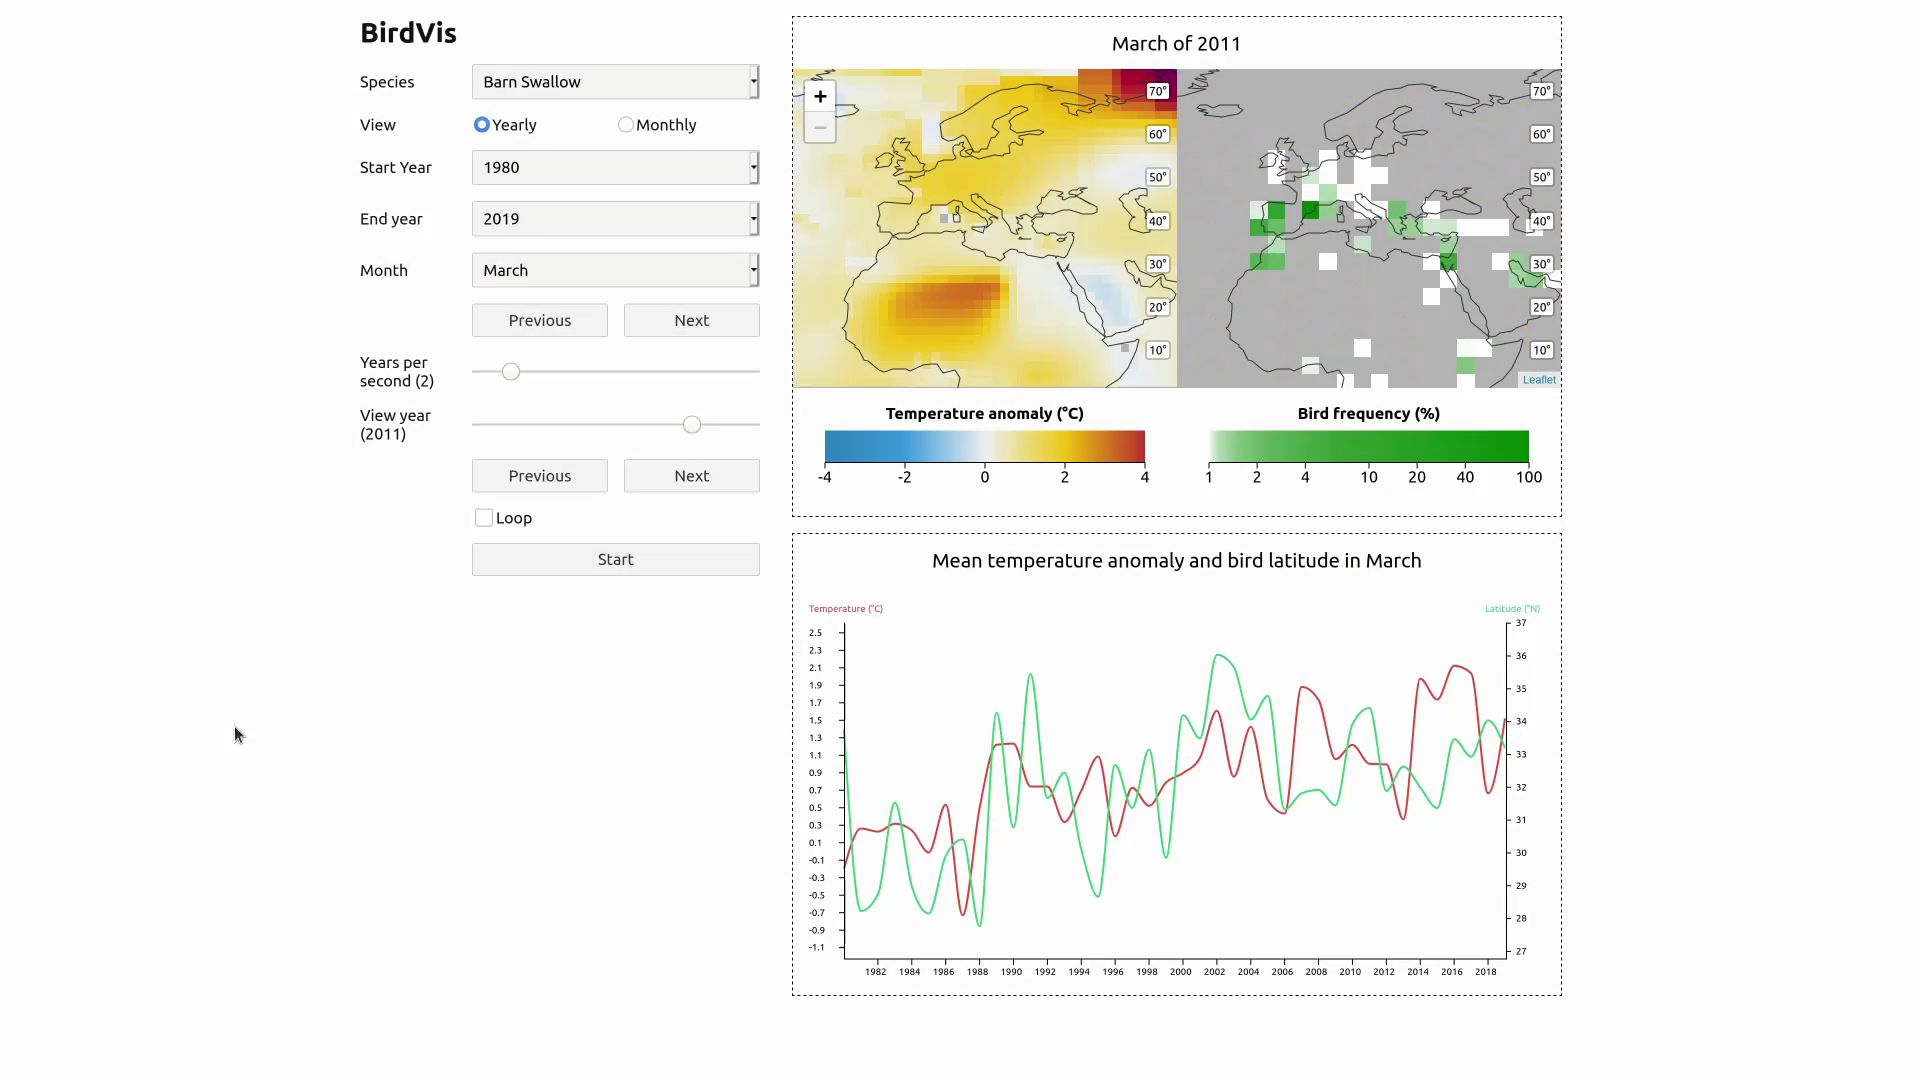 BirdVis
Species
Barn Swallow
View
Yearly
Monthly
Start Year
1980
End year
2019
Month
March
Previous
Next
Years per
second (2)
View year
(2011)
Previous
Next
Loop
Start
March of 2011
+
−
70°
60°
50°
40°
30°
20°
10°
70°
60°
50°
40°
30°
20°
10°
Leaflet
Temperature anomaly (°C)
-4 -2 0 2 4
Bird frequency (%)
1 2 4 10 20 40 100
Mean temperature anomaly and bird latitude in March
Temperature (°C)
Latitude (°N)
2.5
2.3
2.1
1.9
1.7
1.5
1.3
1.1
0.9
0.7
0.5
0.3
0.1
-0.1
-0.3
-0.5
-0.7
-0.9
-1.1
37
36
35
34
33
32
31
30
29
28
27
1982 1984 1986 1988 1990 1992 1994 1996 1998 2000 2002 2004 2006 2008 2010 2012 2014 2016 2018